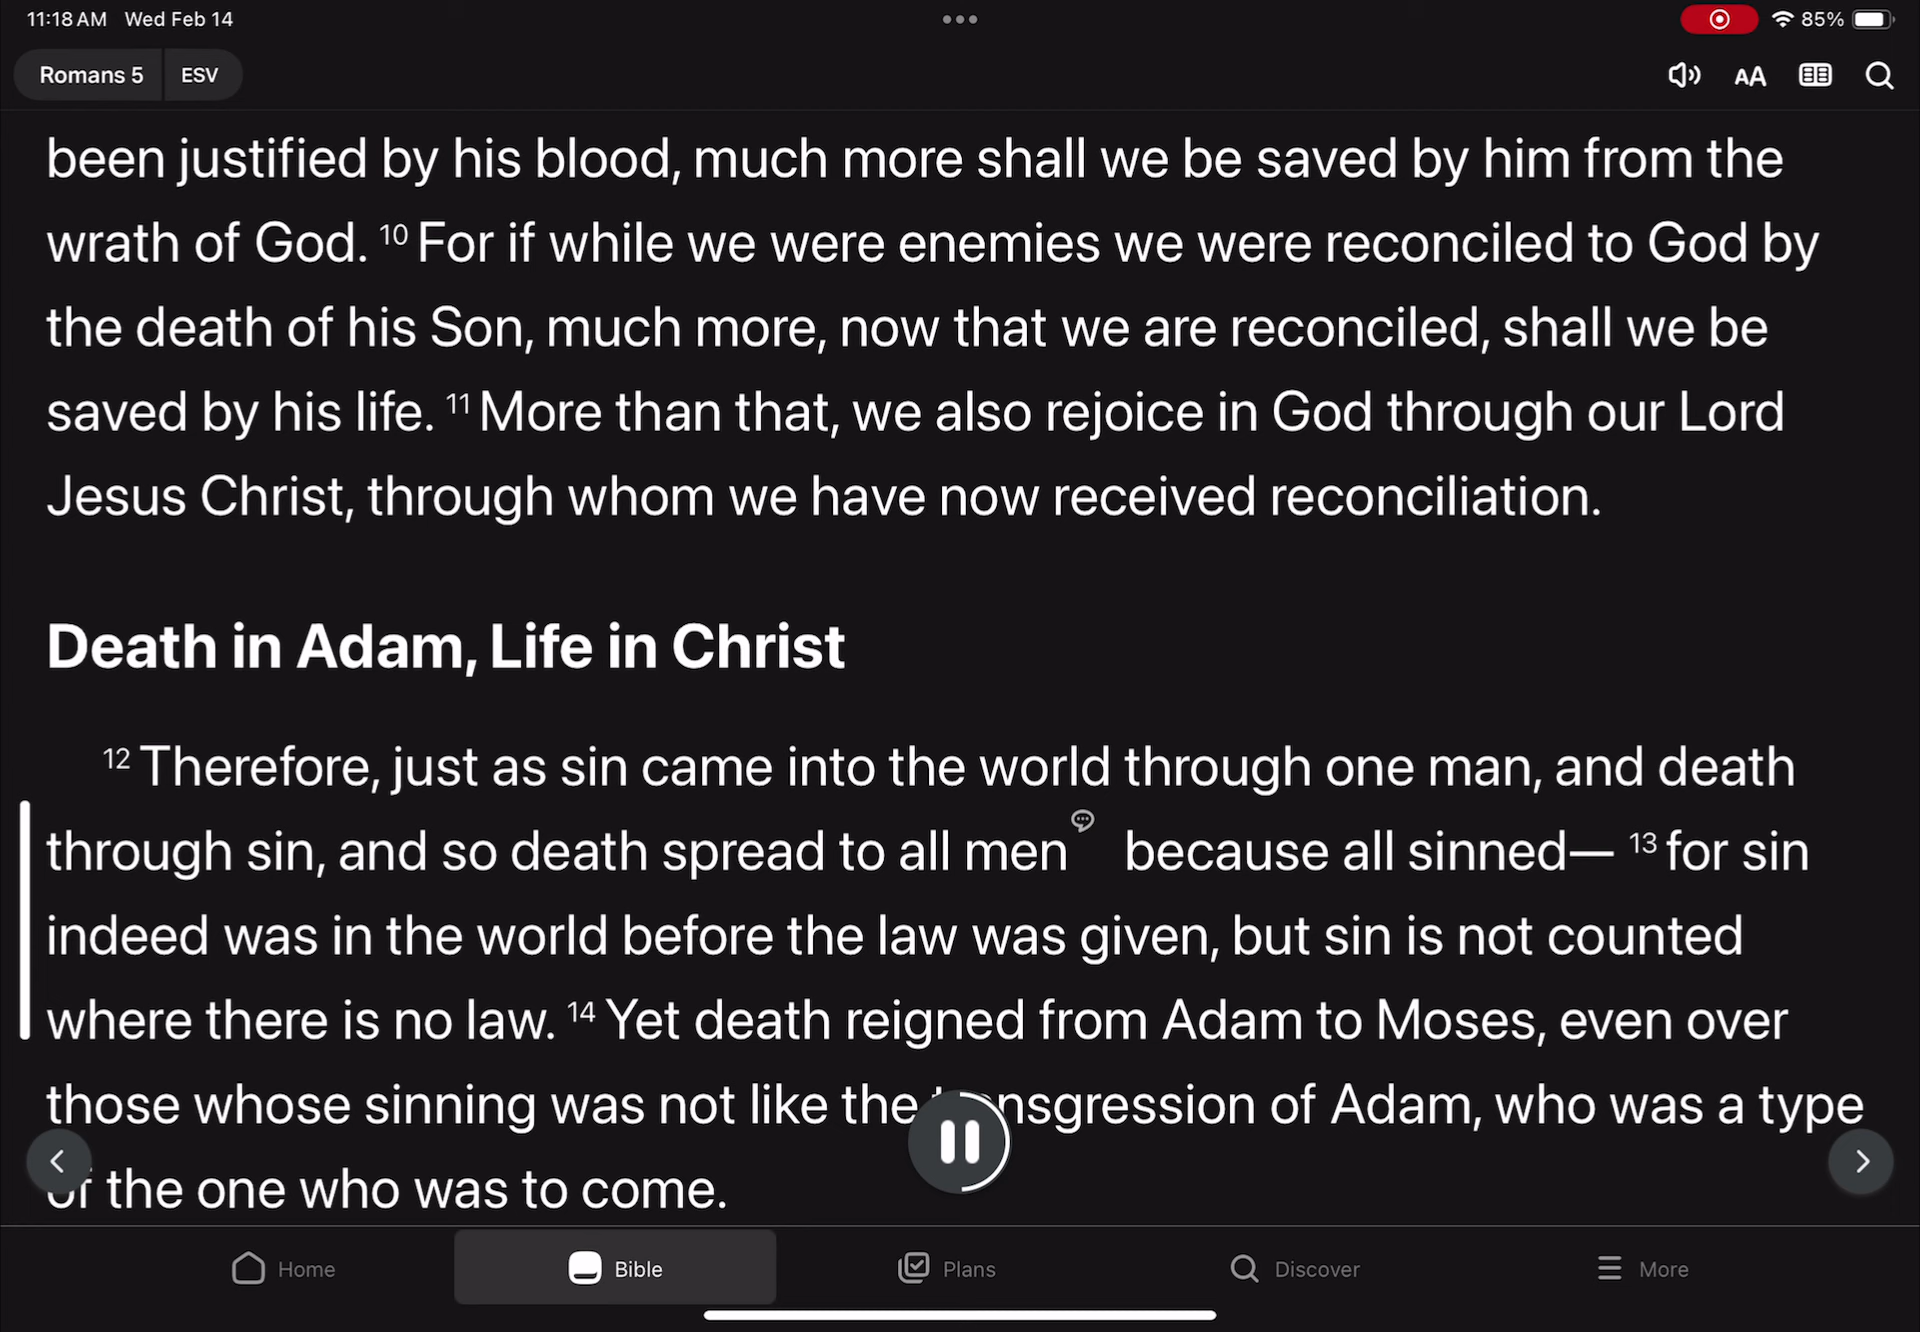 11:18 AM Wed Feb 14
85%
Romans 5 ESV
AA
been justified by his blood, much more shall we be saved by him from the
wrath of God. 10 For if while we were enemies we were reconciled to God by
the death of his Son, much more, now that we are reconciled, shall we be
saved by his life. 11 More than that, we also rejoice in God through our Lord
Jesus Christ, through whom we have now received reconciliation.
Death in Adam, Life in Christ
12 Therefore, just as sin came into the world through one man, and death
through sin, and so death spread to all men because all sinned— 13 for sin
indeed was in the world before the law was given, but sin is not counted
where there is no law. 14 Yet death reigned from Adam to Moses, even over
those whose sinning was not like the transgression of Adam, who was a type
of the one who was to come.
Home Bible Plans Discover More